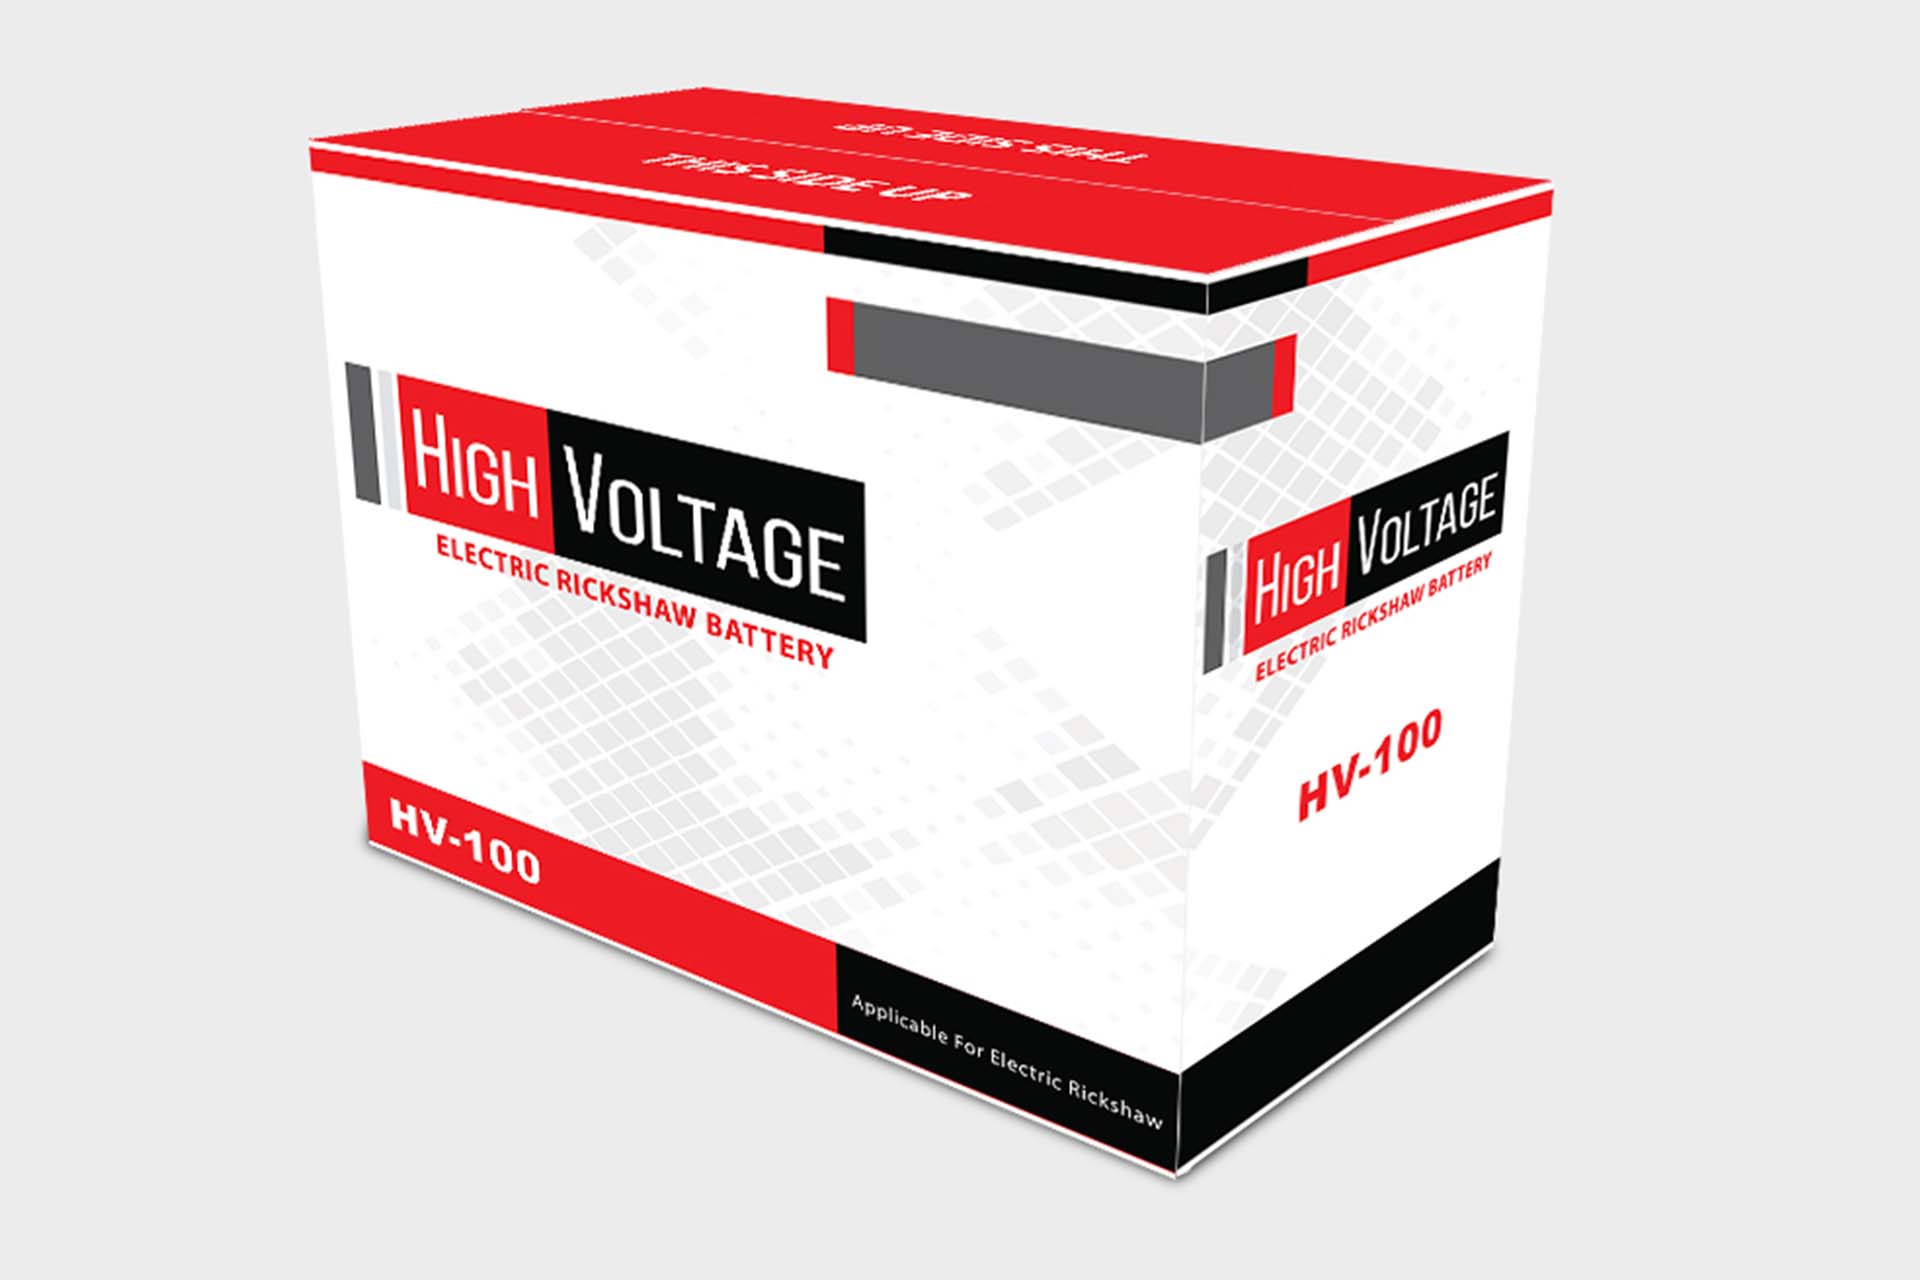 THIS SIDE UP
THIS SIDE UP
HIGH VOLTAGE
ELECTRIC RICKSHAW BATTERY
HV-100
Applicable For Electric Rickshaw
HIGH VOLTAGE
ELECTRIC RICKSHAW BATTERY
HV-100